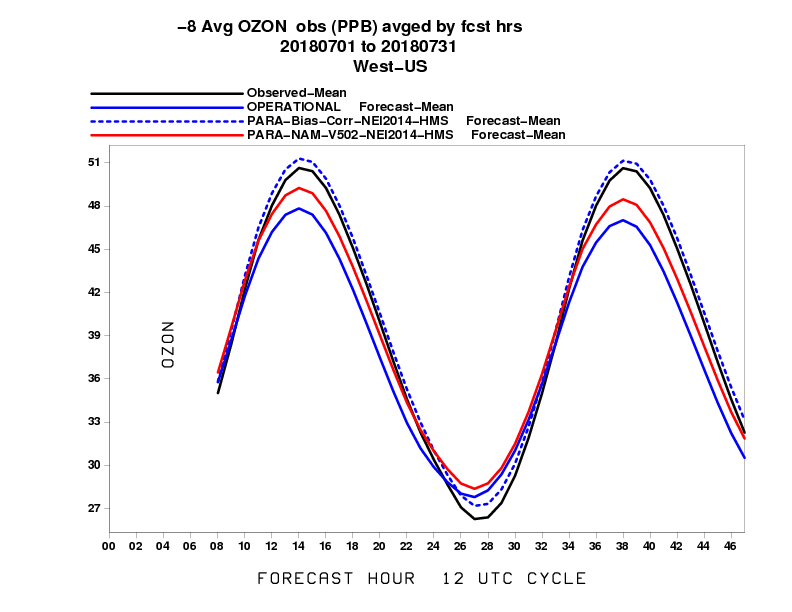 −8 Avg OZON  obs (PPB) avged by fcst hrs
20180701 to 20180731
West−US
Observed−Mean
OPERATIONAL    Forecast−Mean
PARA−Bias−Corr−NEI2014−HMS    Forecast−Mean
PARA−NAM−V502−NEI2014−HMS    Forecast−Mean
51
48
45
42
39
36
33
30
27
OZON
00 02 04 06 08 10 12 14 16 18 20 22 24 26 28 30 32 34 36 38 40 42 44 46
FORECAST HOUR  12 UTC CYCLE